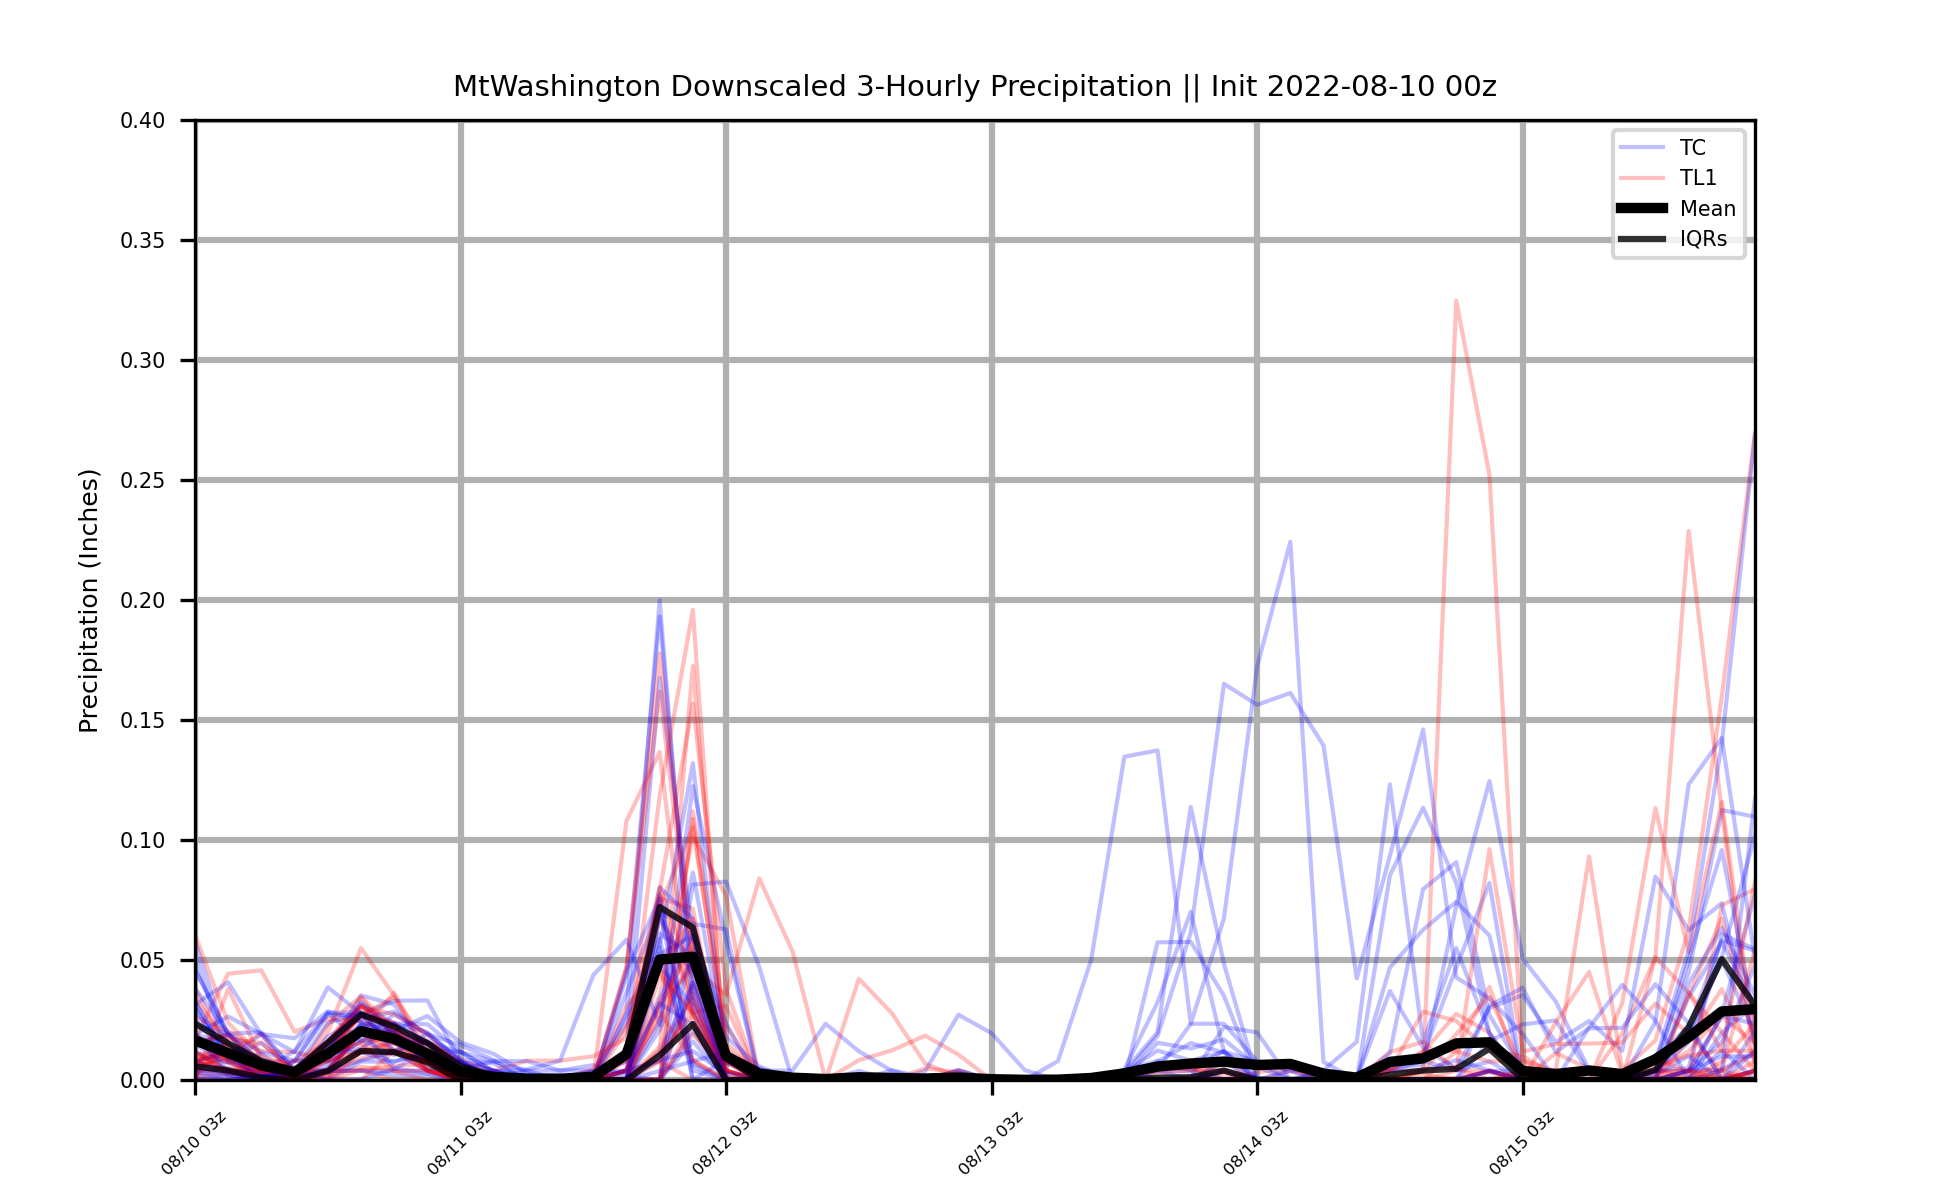 MtWashington Downscaled 3-Hourly Precipitation || Init 2022-08-10 00z
TC
TL1
Mean
IQRs
Precipitation (Inches)
0.40
0.35
0.30
0.25
0.20
0.15
0.10
0.05
0.00
08/10 03z
08/11 03z
08/12 03z
08/13 03z
08/14 03z
08/15 03z